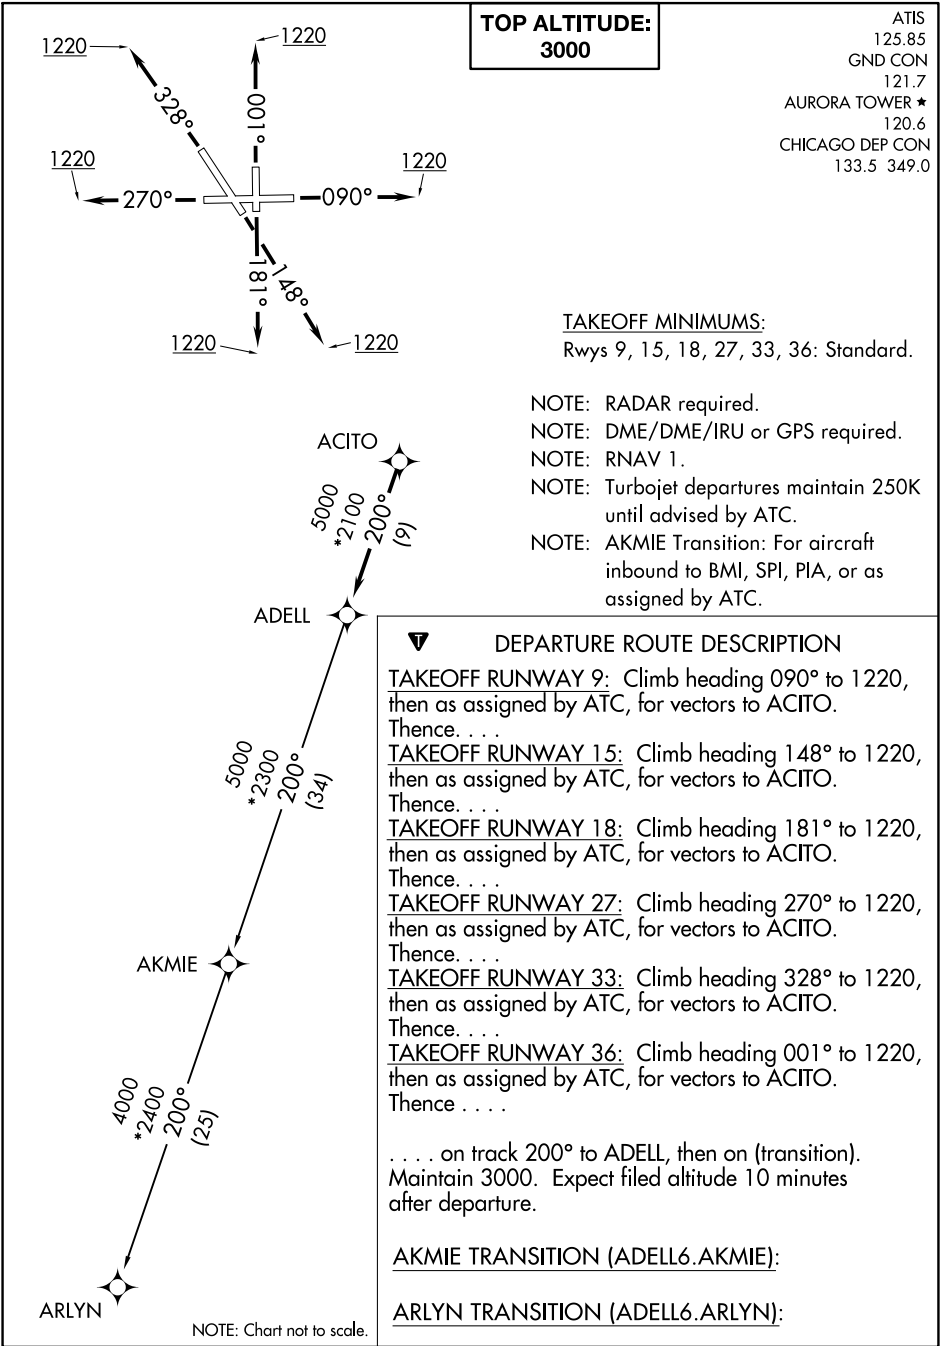 TOP ALTITUDE:
3000
ATIS
125.85
GND CON
121.7
AURORA TOWER ★
120.6
CHICAGO DEP CON
133.5 349.0
1220
1220
328°
001°
1220
1220
270°
090°
181°
148°
1220
1220
TAKEOFF MINIMUMS:
Rwys 9, 15, 18, 27, 33, 36: Standard.
NOTE: RADAR required.
NOTE: DME/DME/IRU or GPS required.
NOTE: RNAV 1.
NOTE: Turbojet departures maintain 250K
until advised by ATC.
NOTE: AKMIE Transition: For aircraft
inbound to BMI, SPI, PIA, or as
assigned by ATC.
ACITO
5000
*2100
200°
(9)
ADELL
5000
*2300
200°
(34)
AKMIE
4000
*2400
200°
(25)
ARLYN
NOTE: Chart not to scale.
T DEPARTURE ROUTE DESCRIPTION
TAKEOFF RUNWAY 9: Climb heading 090° to 1220,
then as assigned by ATC, for vectors to ACITO.
Thence. . . .
TAKEOFF RUNWAY 15: Climb heading 148° to 1220,
then as assigned by ATC, for vectors to ACITO.
Thence. . . .
TAKEOFF RUNWAY 18: Climb heading 181° to 1220,
then as assigned by ATC, for vectors to ACITO.
Thence. . . .
TAKEOFF RUNWAY 27: Climb heading 270° to 1220,
then as assigned by ATC, for vectors to ACITO.
Thence. . . .
TAKEOFF RUNWAY 33: Climb heading 328° to 1220,
then as assigned by ATC, for vectors to ACITO.
Thence. . . .
TAKEOFF RUNWAY 36: Climb heading 001° to 1220,
then as assigned by ATC, for vectors to ACITO.
Thence . . . .
. . . . on track 200° to ADELL, then on (transition).
Maintain 3000. Expect filed altitude 10 minutes
after departure.
AKMIE TRANSITION (ADELL6.AKMIE):
ARLYN TRANSITION (ADELL6.ARLYN):